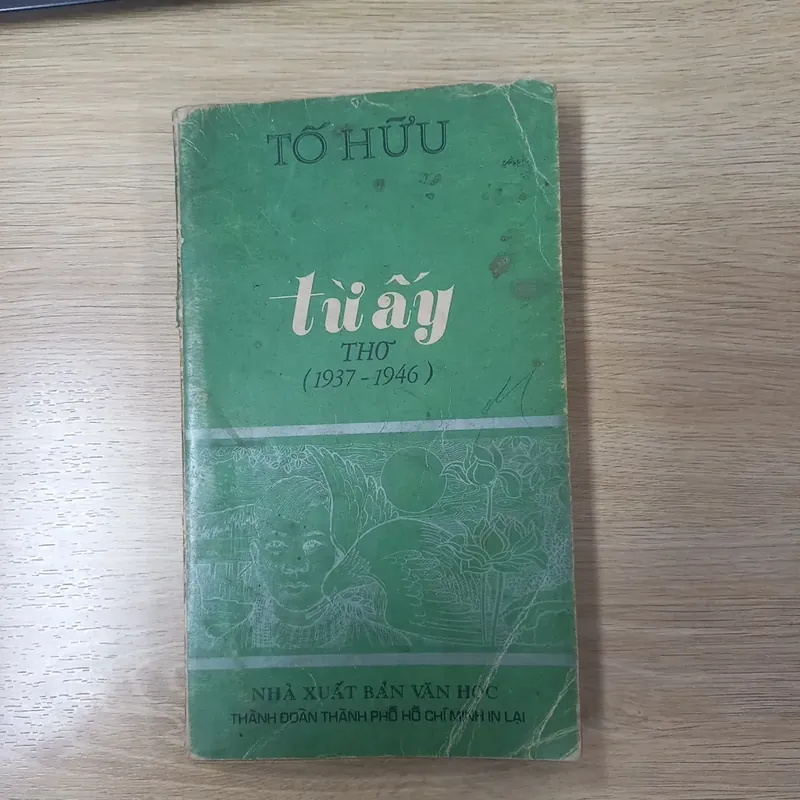 TỐ HỮU
từ ấy
THƠ
(1937 - 1946)
NHÀ XUẤT BẢN VĂN HỌC
THÀNH ĐOÀN THÀNH PHỐ HỒ CHÍ MINH IN LẠI